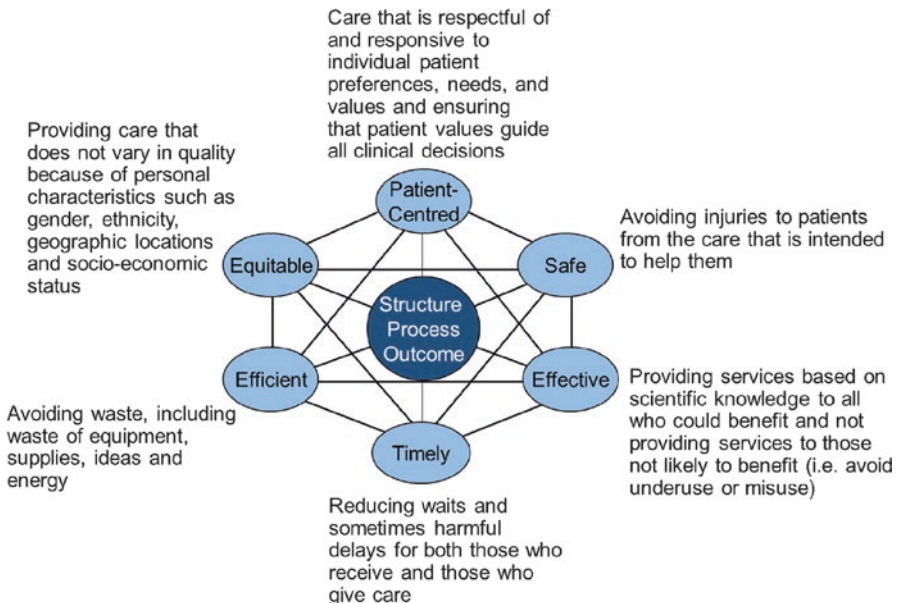 Care that is respectful of
and responsive to
individual patient
preferences, needs, and
values and ensuring
that patient values guide
all clinical decisions
Providing care that
does not vary in quality
because of personal
characteristics such as
gender, ethnicity,
geographic locations
and socio-economic
status
Patient-
Centred
Avoiding injuries to patients
from the care that is intended
to help them
Equitable
Safe
Structure
Process
Outcome
Efficient
Effective
Avoiding waste, including
waste of equipment,
supplies, ideas and
energy
Providing services based on
scientific knowledge to all
who could benefit and not
providing services to those
not likely to benefit (i.e. avoid
underuse or misuse)
Timely
Reducing waits and
sometimes harmful
delays for both those who
receive and those who
give care